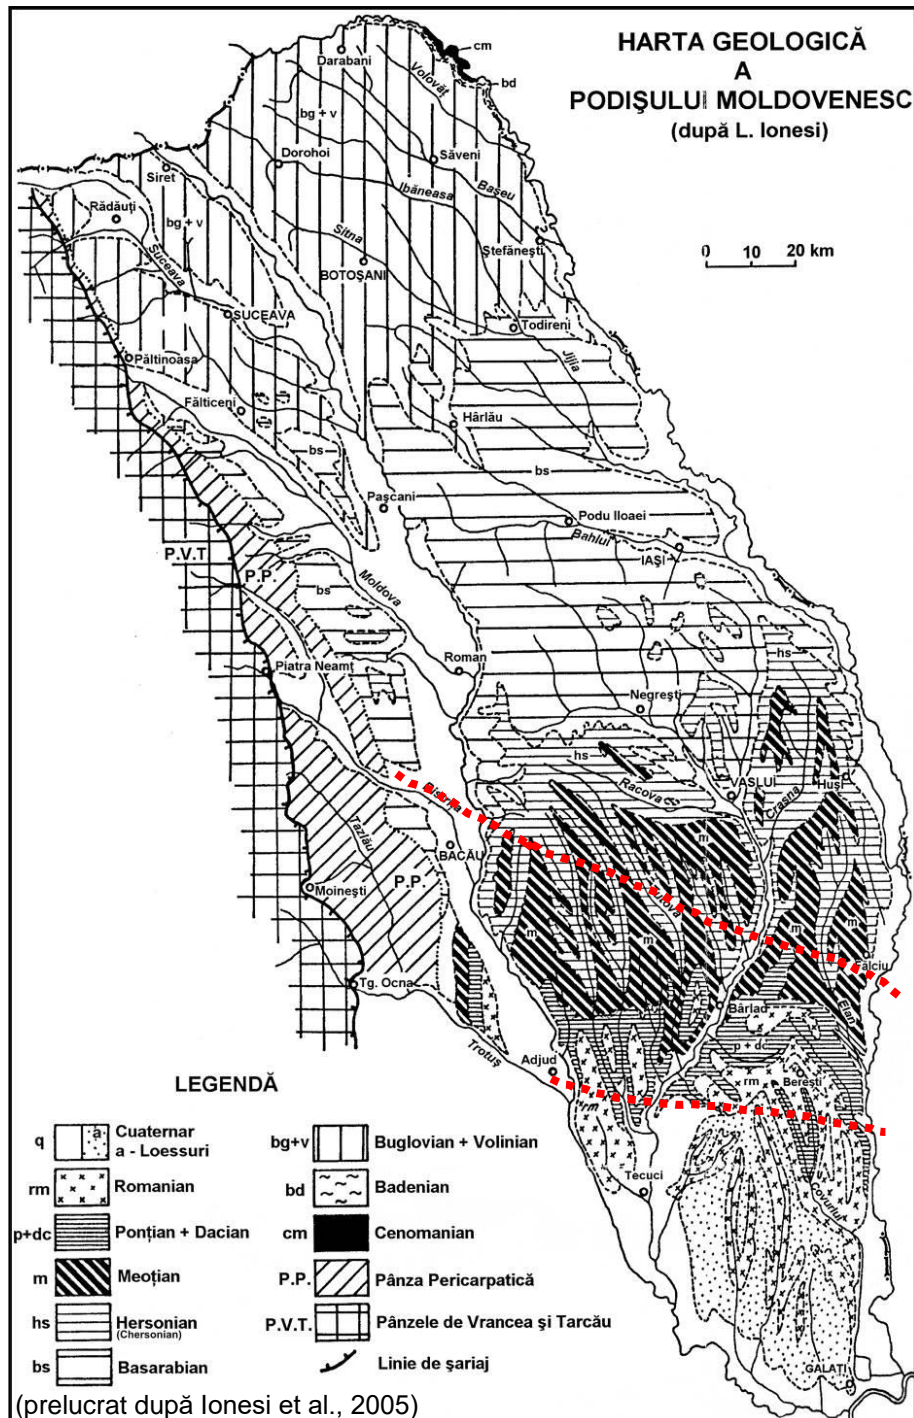 HARTA GEOLOGICĂ
A
PODIŞULUI MOLDOVENESC
(după L. Ionesi)
0 10 20 km
cm
bd
Darabani
Volovăţ
bg + v
Dorohoi
Săveni
Başeu
Ibăneasa
Siret
Rădăuţi
bg + v
Sitna
Ştefăneşti
Suceava
BOTOŞANI
SUCEAVA
Todireni
Jijia
Păltinoasa
Fălticeni
Hârlău
bs
bs
Paşcani
Podu Iloaei
Bahlui
IAŞI
P.V.T
P.P.
Moldova
bs
hs
Roman
Piatra Neamţ
Negreşti
hs
Racova
VASLUI
Huşi
Crasna
Bistriţa
m
BACĂU
Tazlău
P.P.
Moineşti
m
m
m
m
Fălciu
Tg. Ocna
Bârlad
Elan
Trotuş
p + dc
Adjud
rm
Bereşti
rm
Tecuci
Covurlui
GALAŢI
LEGENDĂ
q
a
Cuaternar
a - Loessuri
rm
Romanian
p+dc
Ponţian + Dacian
m
Meoţian
hs
Hersonian
(Chersonian)
bs
Basarabian
bg+v
Buglovian + Volinian
bd
Badenian
cm
Cenomanian
P.P.
Pânza Pericarpatică
P.V.T.
Pânzele de Vrancea şi Tarcău
Linie de şariaj
(prelucrat după Ionesi et al., 2005)